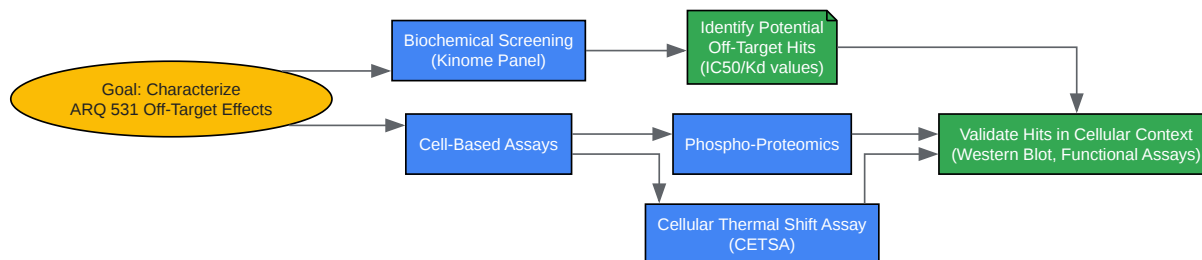 Goal: Characterize
ARQ 531 Off-Target Effects
Biochemical Screening
(Kinome Panel)
Identify Potential
Off-Target Hits
(IC50/Kd values)
Cell-Based Assays
Phospho-Proteomics
Cellular Thermal Shift Assay
(CETSA)
Validate Hits in Cellular Context
(Western Blot, Functional Assays)